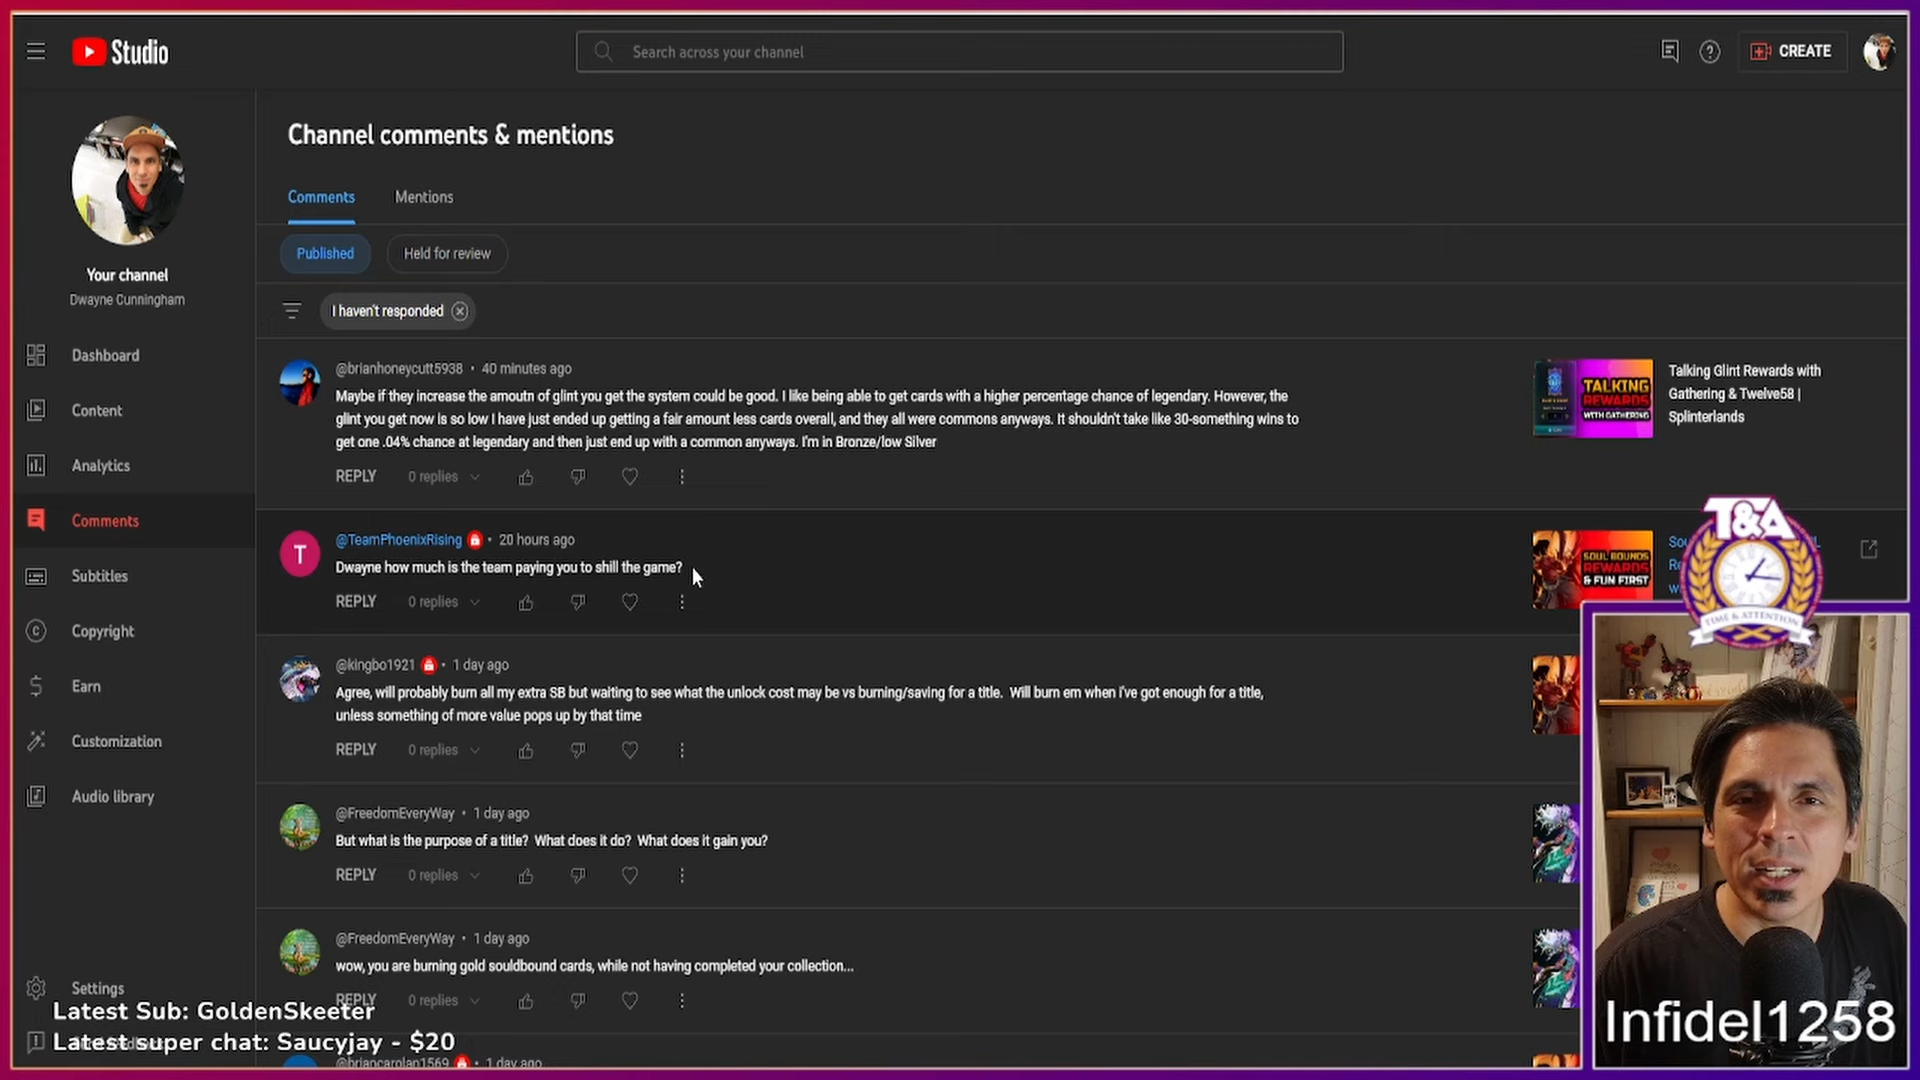 Studio
Search across your channel
CREATE
Channel comments & mentions
Comments
Mentions
Published
Held for review
I haven't responded
Your channel
Dwayne Cunningham
Dashboard
Content
Analytics
Comments
Subtitles
Copyright
Earn
Customization
Audio library
Settings
@brianhoneycutt5938 • 40 minutes ago
Maybe if they increase the amoutn of glint you get the system could be good. I like being able to get cards with a higher percentage chance of legendary. However, the
glint you get now is so low I have just ended up getting a fair amount less cards overall, and they all were commons anyways. It shouldn't take like 30-something wins to
get one .04% chance at legendary and then just end up with a common anyways. I'm in Bronze/low Silver
REPLY
0 replies
TALKING
REWARDS
WITH GATHERING
Talking Glint Rewards with
Gathering & Twelve58 |
Splinterlands
T
@TeamPhoenixRising • 20 hours ago
Dwayne how much is the team paying you to shill the game?
REPLY
0 replies
SOUL BOUNDS
REWARDS
& FUN FIRST
T&A
TIME & ATTENTION
@kingbo1921 • 1 day ago
Agree, will probably burn all my extra SB but waiting to see what the unlock cost may be vs burning/saving for a title. Will burn em when i've got enough for a title,
unless something of more value pops up by that time
REPLY
0 replies
@FreedomEveryWay • 1 day ago
But what is the purpose of a title? What does it do? What does it gain you?
REPLY
0 replies
@FreedomEveryWay • 1 day ago
wow, you are burning gold souldbound cards, while not having completed your collection...
REPLY
0 replies
@briancarolan1569 • 1 day ago
Latest Sub: GoldenSkeeter
Latest super chat: Saucyjay - $20
Infidel1258